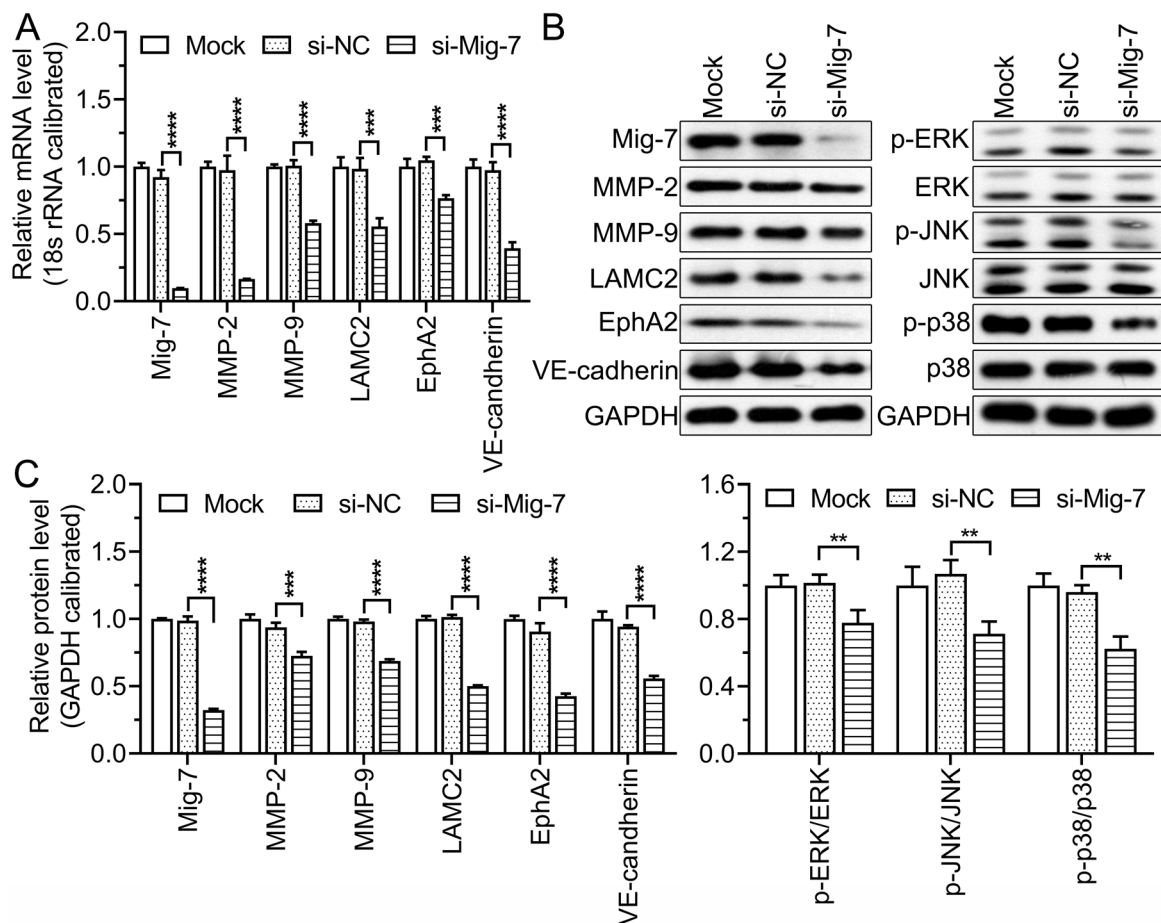 A
Relative mRNA level
(18s rRNA calibrated)
2.0
1.5
1.0
0.5
0.0
Mock
si-NC
si-Mig-7
****
****
****
***
***
****
Mig-7
MMP-2
MMP-9
LAMC2
EphA2
VE-candherin
B
Mock
si-NC
si-Mig-7
Mig-7
MMP-2
MMP-9
LAMC2
EphA2
VE-cadherin
GAPDH
Mock
si-NC
si-Mig-7
p-ERK
ERK
p-JNK
JNK
p-p38
p38
GAPDH
C
Relative protein level
(GAPDH calibrated)
2.0
1.5
1.0
0.5
0.0
Mock
si-NC
si-Mig-7
****
***
****
****
****
****
Mig-7
MMP-2
MMP-9
LAMC2
EphA2
VE-candherin
1.6
1.2
0.8
0.4
0.0
Mock
si-NC
si-Mig-7
**
**
**
p-ERK/ERK
p-JNK/JNK
p-p38/p38